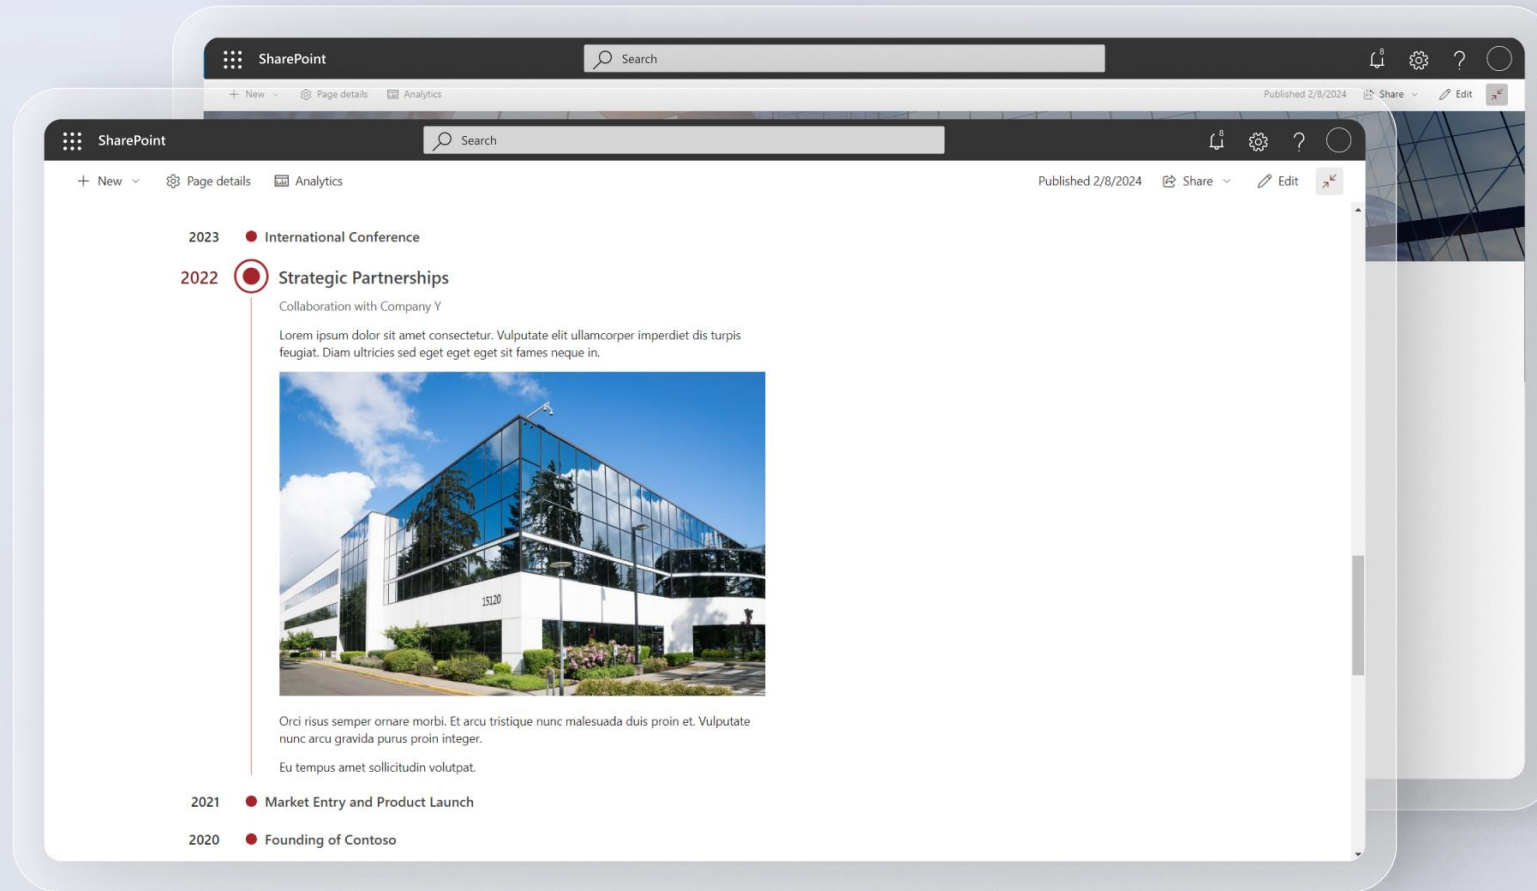 SharePoint
Search
8
New
Page details
Analytics
Published 2/8/2024
Share
Edit
SharePoint
Search
8
New
Page details
Analytics
Published 2/8/2024
Share
Edit
2023 International Conference
2022 Strategic Partnerships
Collaboration with Company Y
Lorem ipsum dolor sit amet consectetur. Vulputate elit ullamcorper imperdiet dis turpis
feugiat. Diam ultricies sed eget eget eget sit fames neque in.
15120
Orci risus semper ornare morbi. Et arcu tristique nunc malesuada duis proin et. Vulputate
nunc arcu gravida purus proin integer.
Eu tempus amet sollicitudin volutpat.
2021 Market Entry and Product Launch
2020 Founding of Contoso